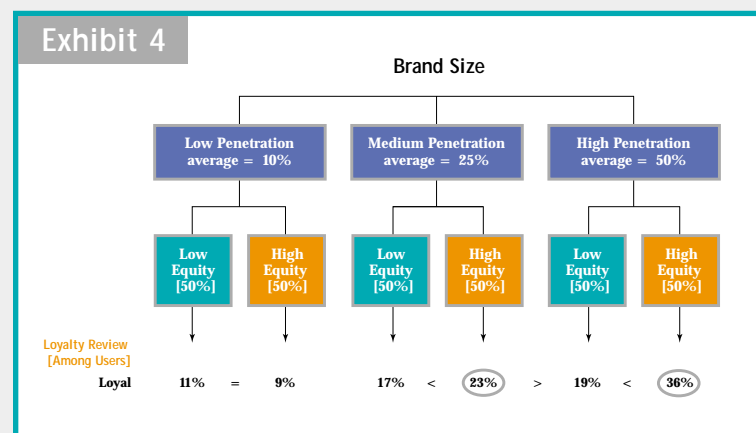 Exhibit 4
Brand Size
Low Penetration
average = 10%
Medium Penetration
average = 25%
High Penetration
average = 50%
Low
Equity
[50%]
High
Equity
[50%]
Low
Equity
[50%]
High
Equity
[50%]
Low
Equity
[50%]
High
Equity
[50%]
Loyalty Review
[Among Users]
Loyal 11% = 9% 17% < 23% > 19% < 36%